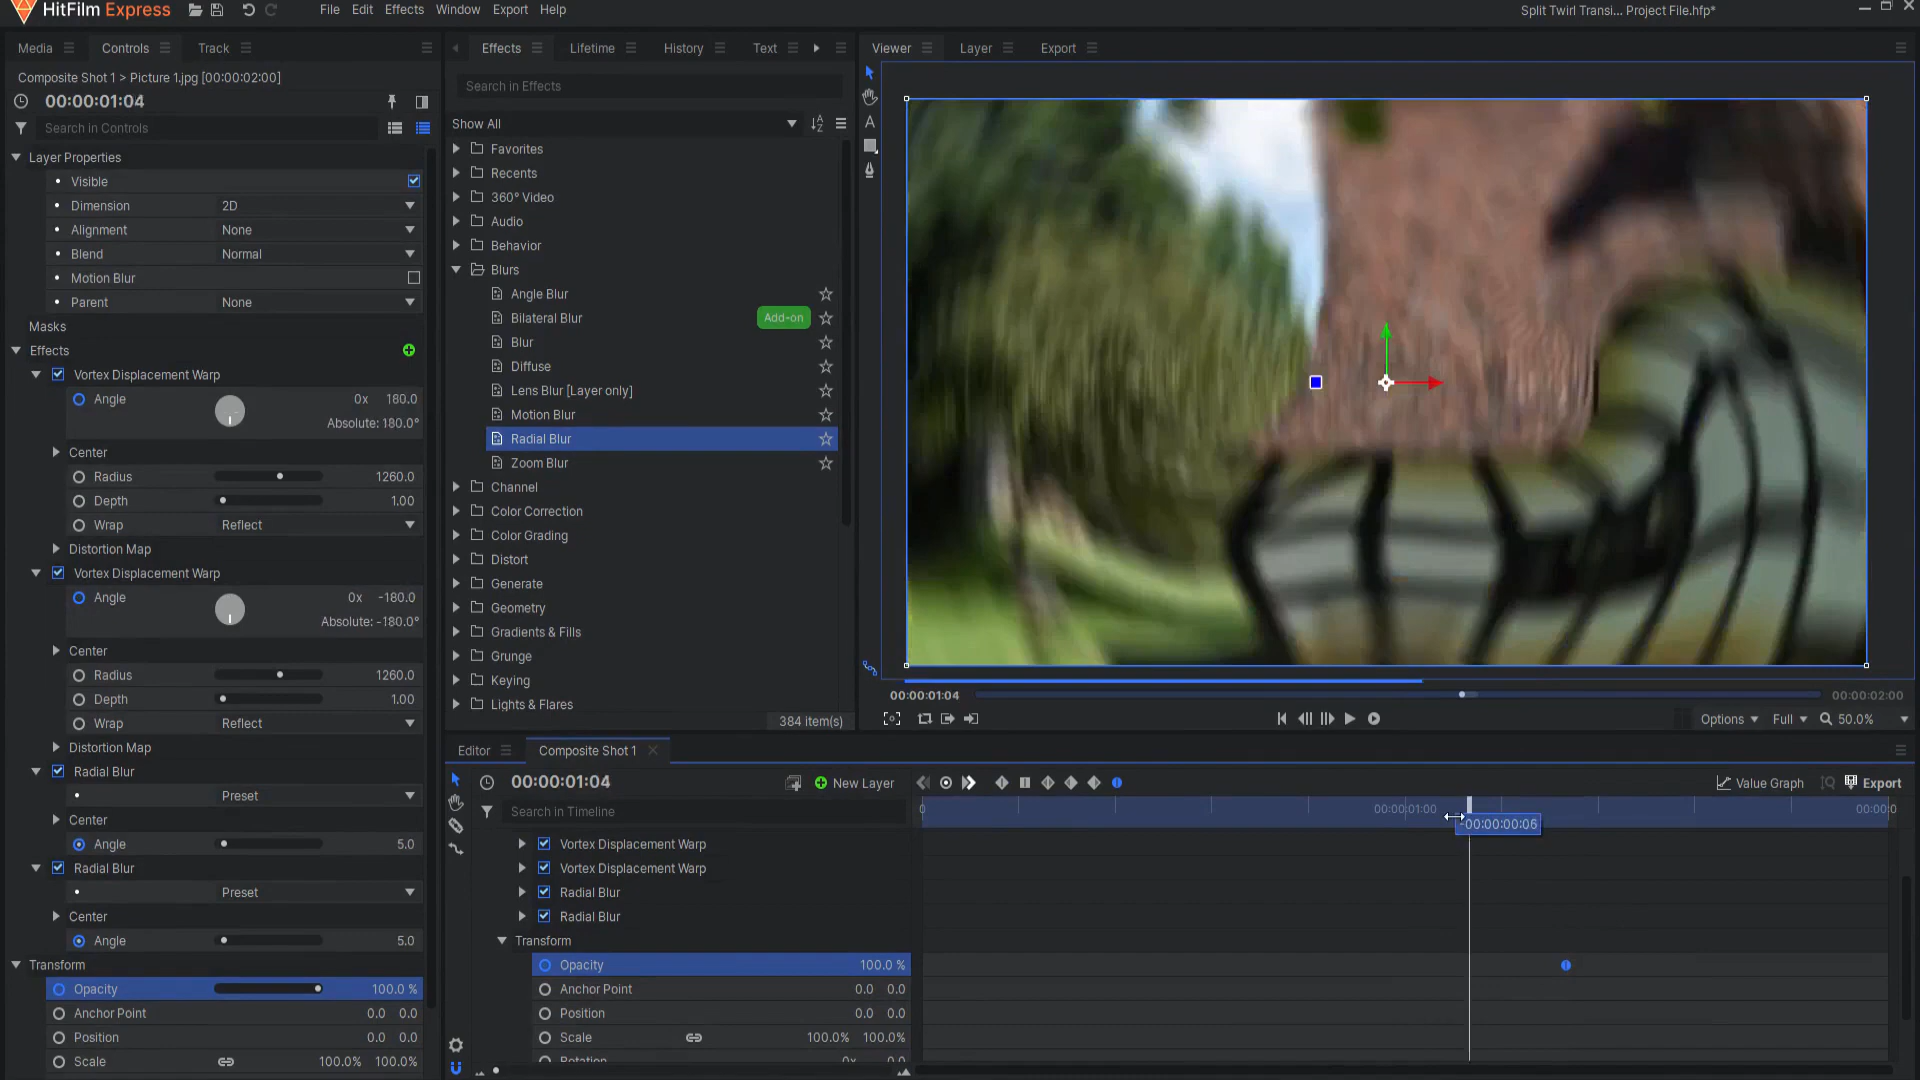 HitFilm Express
File Edit Effects Window Export Help
Split Twirl Transi... Project File.hfp*
Media Controls Track
Composite Shot 1 > Picture 1.jpg [00:00:02:00]
00:00:01:04
Search in Controls
Layer Properties
Visible
Dimension 2D
Alignment None
Blend Normal
Motion Blur
Parent None
Masks
Effects
Vortex Displacement Warp
Angle 0x 180.0
Absolute: 180.0°
Center
Radius 1260.0
Depth 1.00
Wrap Reflect
Distortion Map
Vortex Displacement Warp
Angle 0x -180.0
Absolute: -180.0°
Center
Radius 1260.0
Depth 1.00
Wrap Reflect
Distortion Map
Radial Blur
Preset
Center
Angle 5.0
Radial Blur
Preset
Center
Angle 5.0
Transform
Opacity 100.0 %
Anchor Point 0.0 0.0
Position 0.0 0.0
Scale 100.0% 100.0%
Effects Lifetime History Text
Search in Effects
Show All
Favorites
Recents
360° Video
Audio
Behavior
Blurs
Angle Blur
Bilateral Blur Add-on
Blur
Diffuse
Lens Blur [Layer only]
Motion Blur
Radial Blur
Zoom Blur
Channel
Color Correction
Color Grading
Distort
Generate
Geometry
Gradients & Fills
Grunge
Keying
Lights & Flares
384 item(s)
Viewer Layer Export
A
00:00:01:04 00:00:02:00
Options Full 50.0%
Editor Composite Shot 1
00:00:01:04 New Layer Value Graph Export
Search in Timeline
0 00:00:01:00 00:00:0
-00:00:00:06
Vortex Displacement Warp
Vortex Displacement Warp
Radial Blur
Radial Blur
Transform
Opacity 100.0 %
Anchor Point 0.0 0.0
Position 0.0 0.0
Scale 100.0% 100.0%
Rotation 0x 0.0